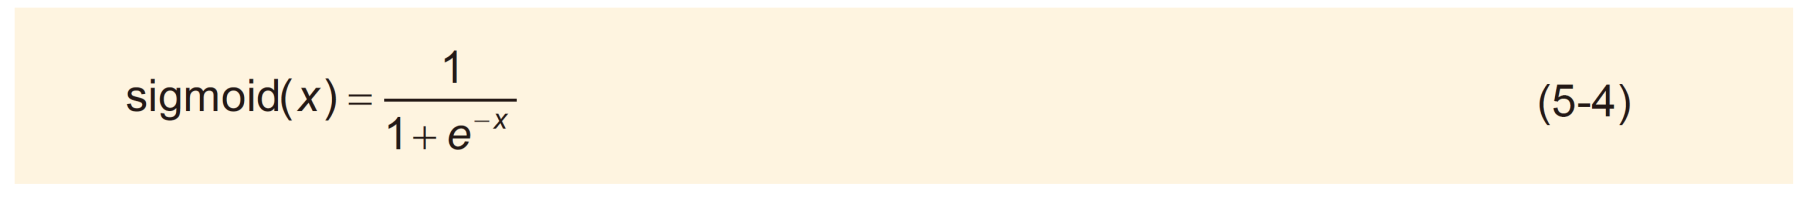 sigmoid(x) = 1 / (1 + e^{-x}) (5-4)